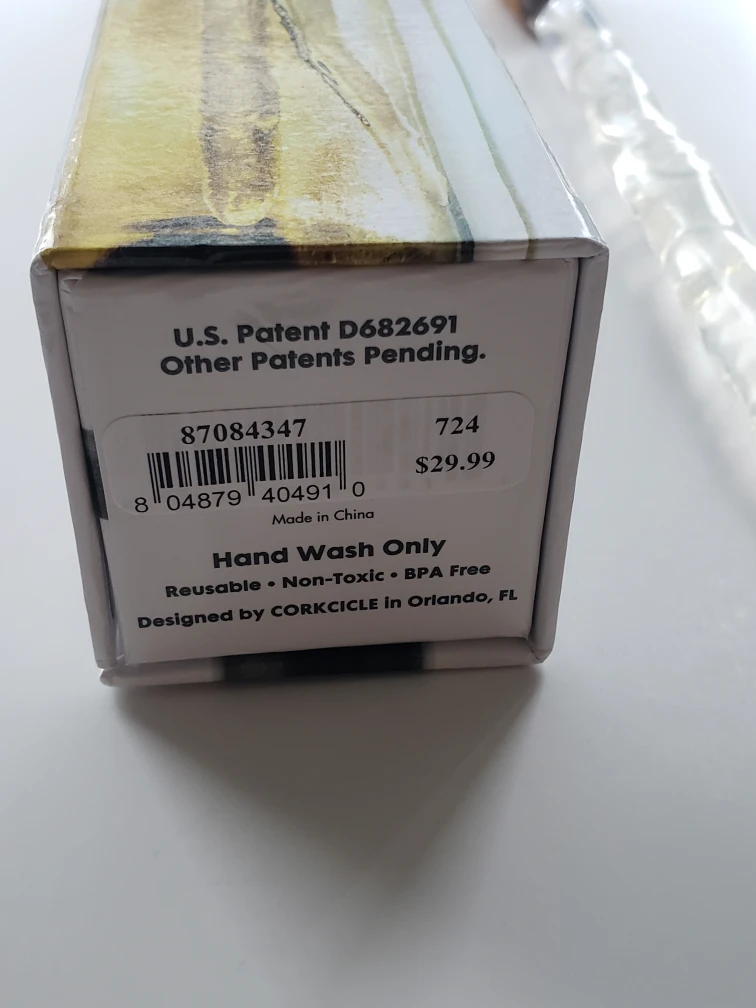 U.S. Patent D682691
Other Patents Pending.
87084347 724
$29.99
8 04879 40491 0
Made in China
Hand Wash Only
Reusable • Non-Toxic • BPA Free
Designed by CORKCICLE in Orlando, FL